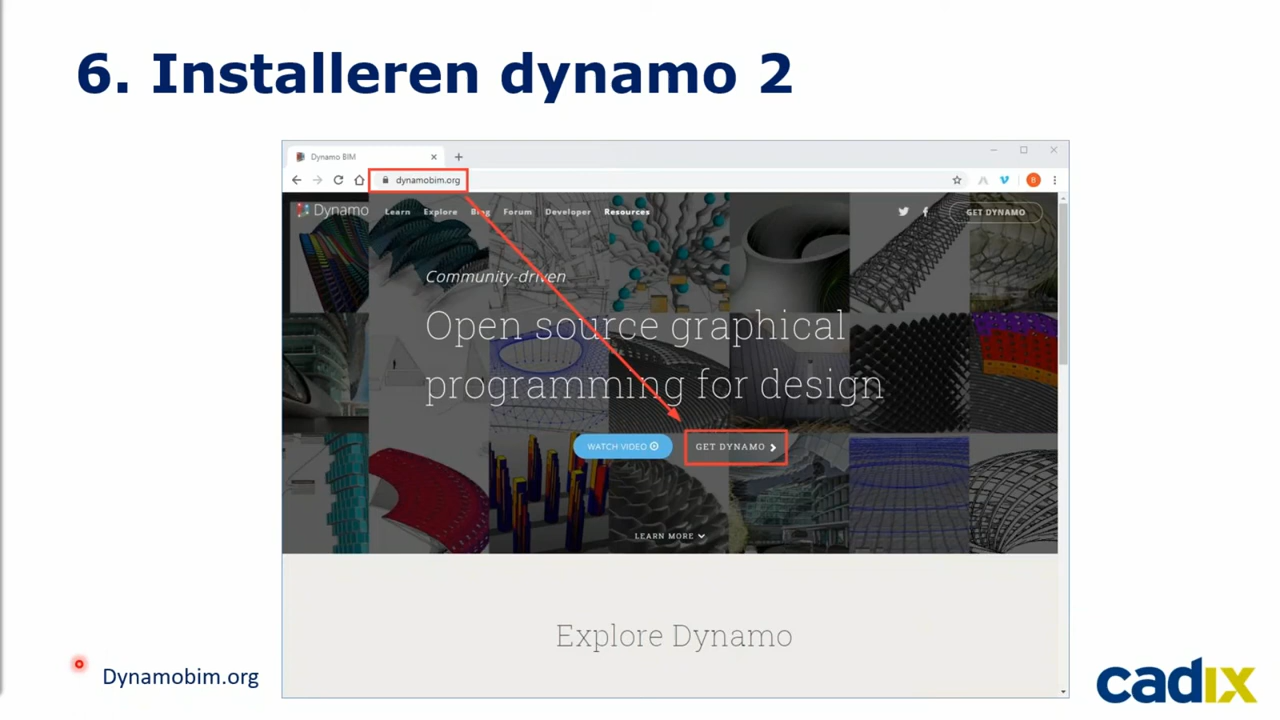 6. Installeren dynamo 2
Dynamo BIM
dynamobim.org
B
Dynamo
Learn Explore Blog Forum Developer Resources
GET DYNAMO
Community-driven
Open source graphical
programming for design
WATCH VIDEO
GET DYNAMO
LEARN MORE
Explore Dynamo
Dynamobim.org
cadix